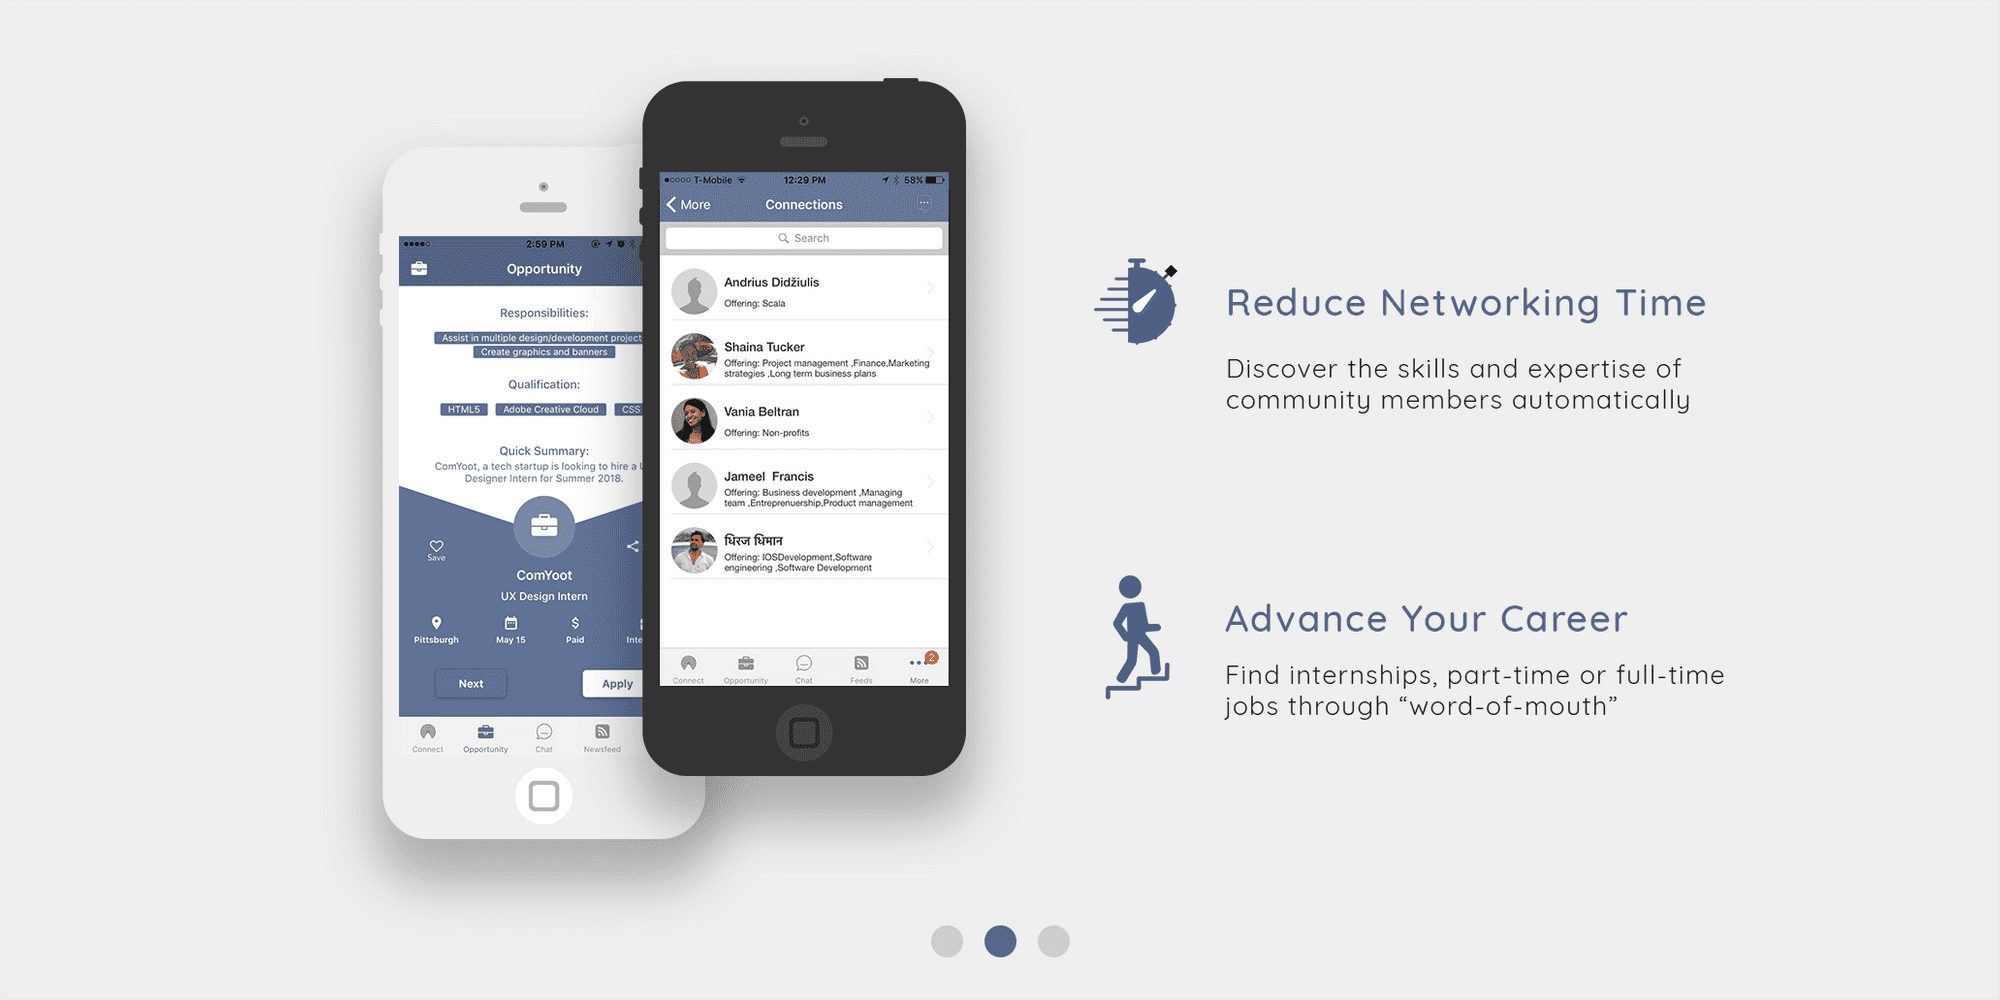 2:59 PM
Opportunity
Responsibilities:
Assist in multiple design/development project
Create graphics and banners
Qualification:
HTML5 Adobe Creative Cloud CSS
Quick Summary:
ComYoot, a tech startup is looking to hire a
Designer Intern for Summer 2018.
Save
ComYoot
UX Design Intern
Pittsburgh May 15 Paid
Next Apply
Connect Opportunity Chat Newsfeed
T-Mobile 12:29 PM 58%
More Connections
Search
Andrius Didžiulis
Offering: Scala
Shaina Tucker
Offering: Project management ,Finance,Marketing
strategies ,Long term business plans
Vania Beltran
Offering: Non-profits
Jameel Francis
Offering: Business development ,Managing
team ,Entreprenuership,Product management
धिरज धिमान
Offering: IOSDevelopment,Software
engineering ,Software Development
2
Connect Opportunity Chat Feeds More
Reduce Networking Time
Discover the skills and expertise of
community members automatically
Advance Your Career
Find internships, part-time or full-time
jobs through “word-of-mouth”